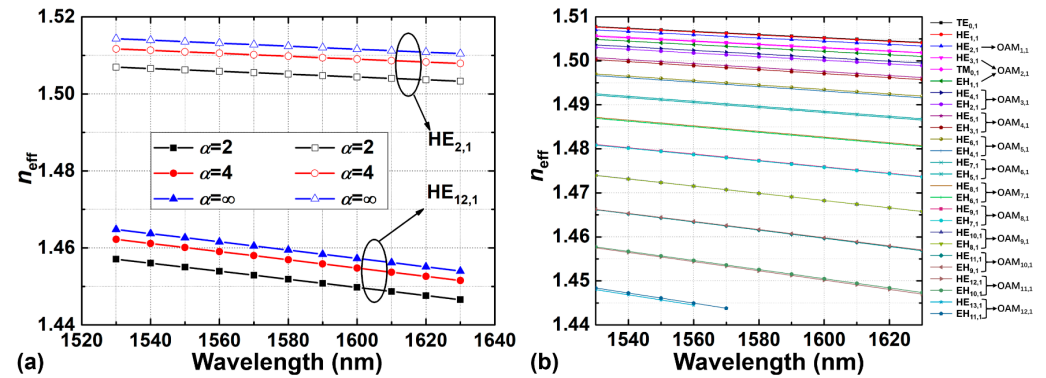 1.52
1.50
1.48
1.46
1.44
n_eff
α=2 α=2
α=4 α=4
α=∞ α=∞
HE2,1
HE12,1
1520 1540 1560 1580 1600 1620 1640
Wavelength (nm)
(a)
1.51
1.50
1.49
1.48
1.47
1.46
1.45
1.44
n_eff
1540 1560 1580 1600 1620
Wavelength (nm)
(b)
TE0,1
HE1,1
HE2,1 OAM1,1
HE3,1
TM0,1 OAM2,1
EH1,1
HE4,1
EH2,1 OAM3,1
HE5,1
EH3,1 OAM4,1
HE6,1
EH4,1 OAM5,1
HE7,1
EH5,1 OAM6,1
HE8,1
EH6,1 OAM7,1
HE9,1
EH7,1 OAM8,1
HE10,1
EH8,1 OAM9,1
HE11,1
EH9,1 OAM10,1
HE12,1
EH10,1 OAM11,1
HE13,1
EH11,1 OAM12,1